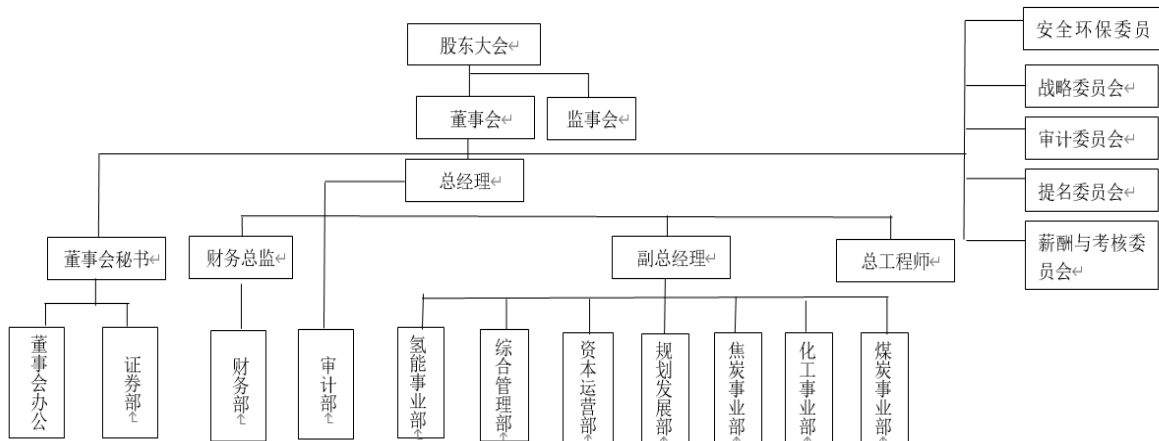 安全环保委员
股东大会
战略委员会
董事会
监事会
审计委员会
总经理
提名委员会
董事会秘书
财务总监
副总经理
总工程师
薪酬与考核委
员会
董事会办公
证券部
财务部
审计部
氢能事业部
综合管理部
资本运营部
规划发展部
焦炭事业部
化工事业部
煤炭事业部